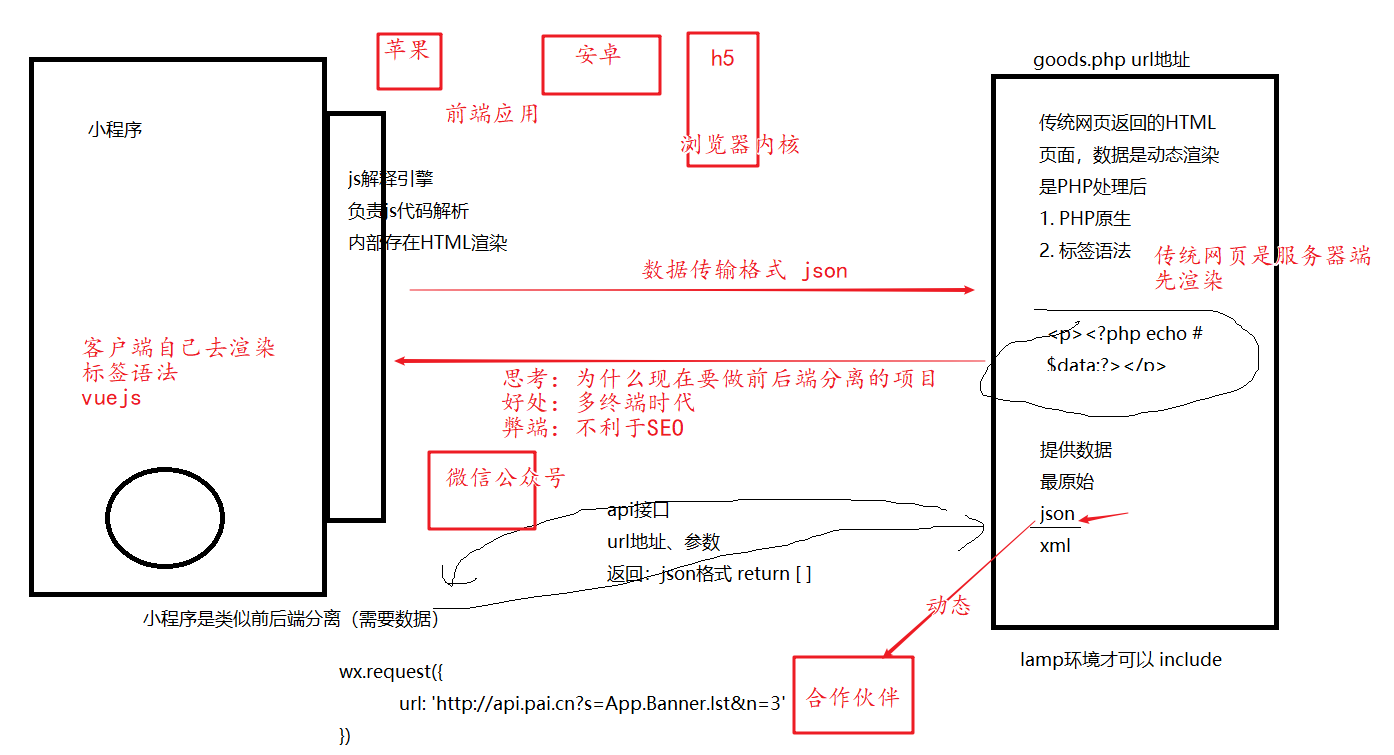 苹果
安卓
h5
goods.php url地址
前端应用
浏览器内核
小程序
js解释引擎
负责js代码解析
内部存在HTML渲染
传统网页返回的HTML
页面，数据是动态渲染
是PHP处理后
1. PHP原生
2. 标签语法
传统网页是服务器端
先渲染
数据传输格式 json
<p><?php echo #
$data;?></p>
客户端自己去渲染
标签语法
vuejs
思考：为什么现在要做前后端分离的项目
好处：多终端时代
弊端：不利于SEO
提供数据
最原始
json
xml
微信公众号
api接口
url地址、参数
返回：json格式 return [ ]
动态
小程序是类似前后端分离（需要数据）
lamp环境才可以 include
合作伙伴
wx.request({
url: 'http://api.pai.cn?s=App.Banner.lst&n=3'
})